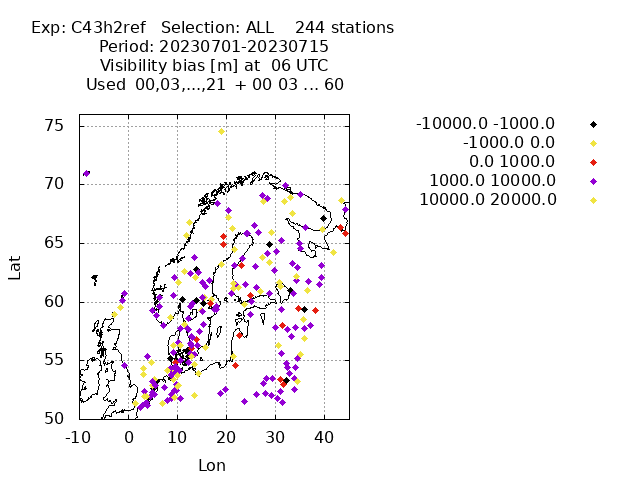 Exp: C43h2ref   Selection: ALL    244 stations
Period: 20230701-20230715
Visibility bias [m] at  06 UTC
Used  00,03,...,21  + 00 03 ... 60
-10000.0 -1000.0
-1000.0 0.0
0.0 1000.0
1000.0 10000.0
10000.0 20000.0
75
70
65
60
55
50
Lat
-10 0 10 20 30 40
Lon